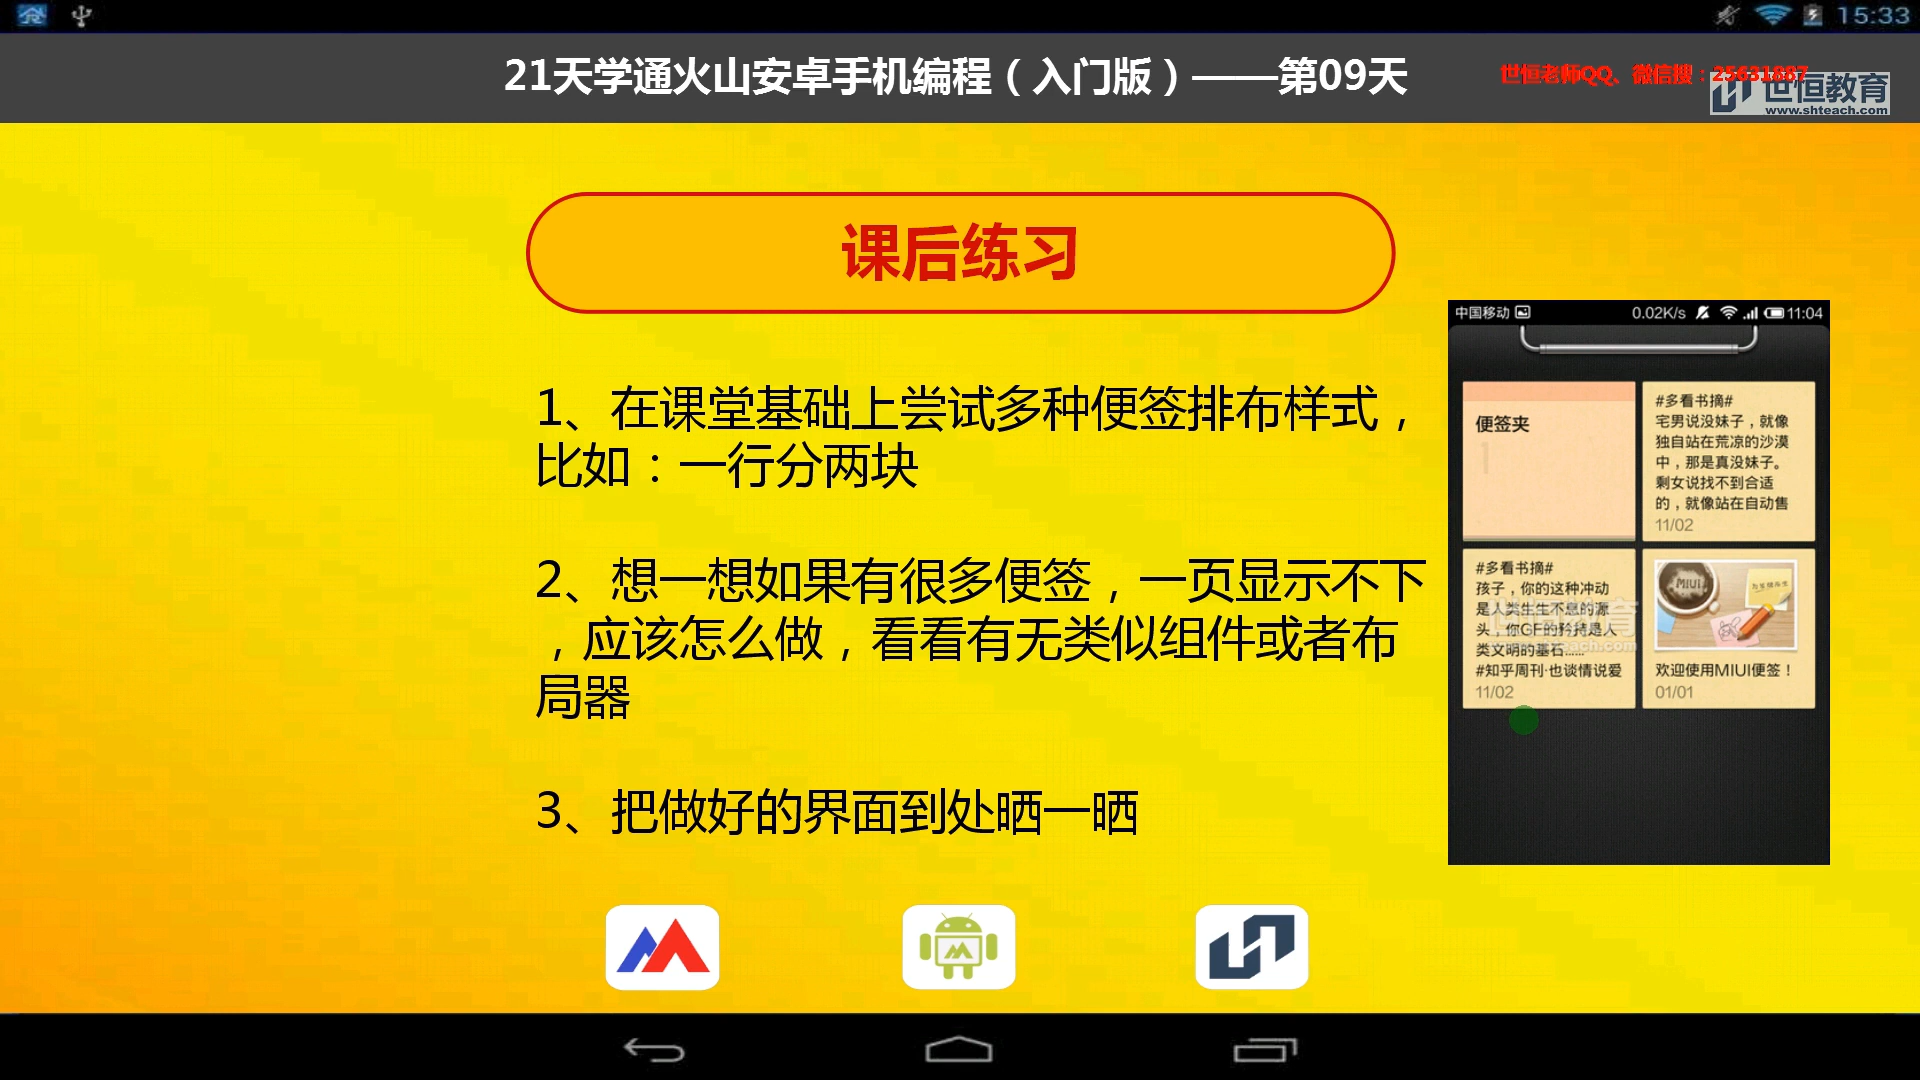 15:33
21天学通火山安卓手机编程（入门版）——第09天
世恒老师QQ、微信搜：25631887
世恒教育
www.shteach.com
课后练习
1、在课堂基础上尝试多种便签排布样式，
比如：一行分两块
2、想一想如果有很多便签，一页显示不下
，应该怎么做，看看有无类似组件或者布
局器
3、把做好的界面到处晒一晒
中国移动
0.02K/s
11:04
便签夹
1
#多看书摘#
宅男说没妹子，就像
独自站在荒凉的沙漠
中，那是真没妹子。
剩女说找不到合适
的，就像站在自动售
11/02
#多看书摘#
孩子，你的这种冲动
是人类生生不息的源
头，你GF的矜持是人
类文明的基石......
#知乎周刊·也谈情说爱
11/02
MIUI
欢迎使用MIUI便签！
01/01
世恒教育